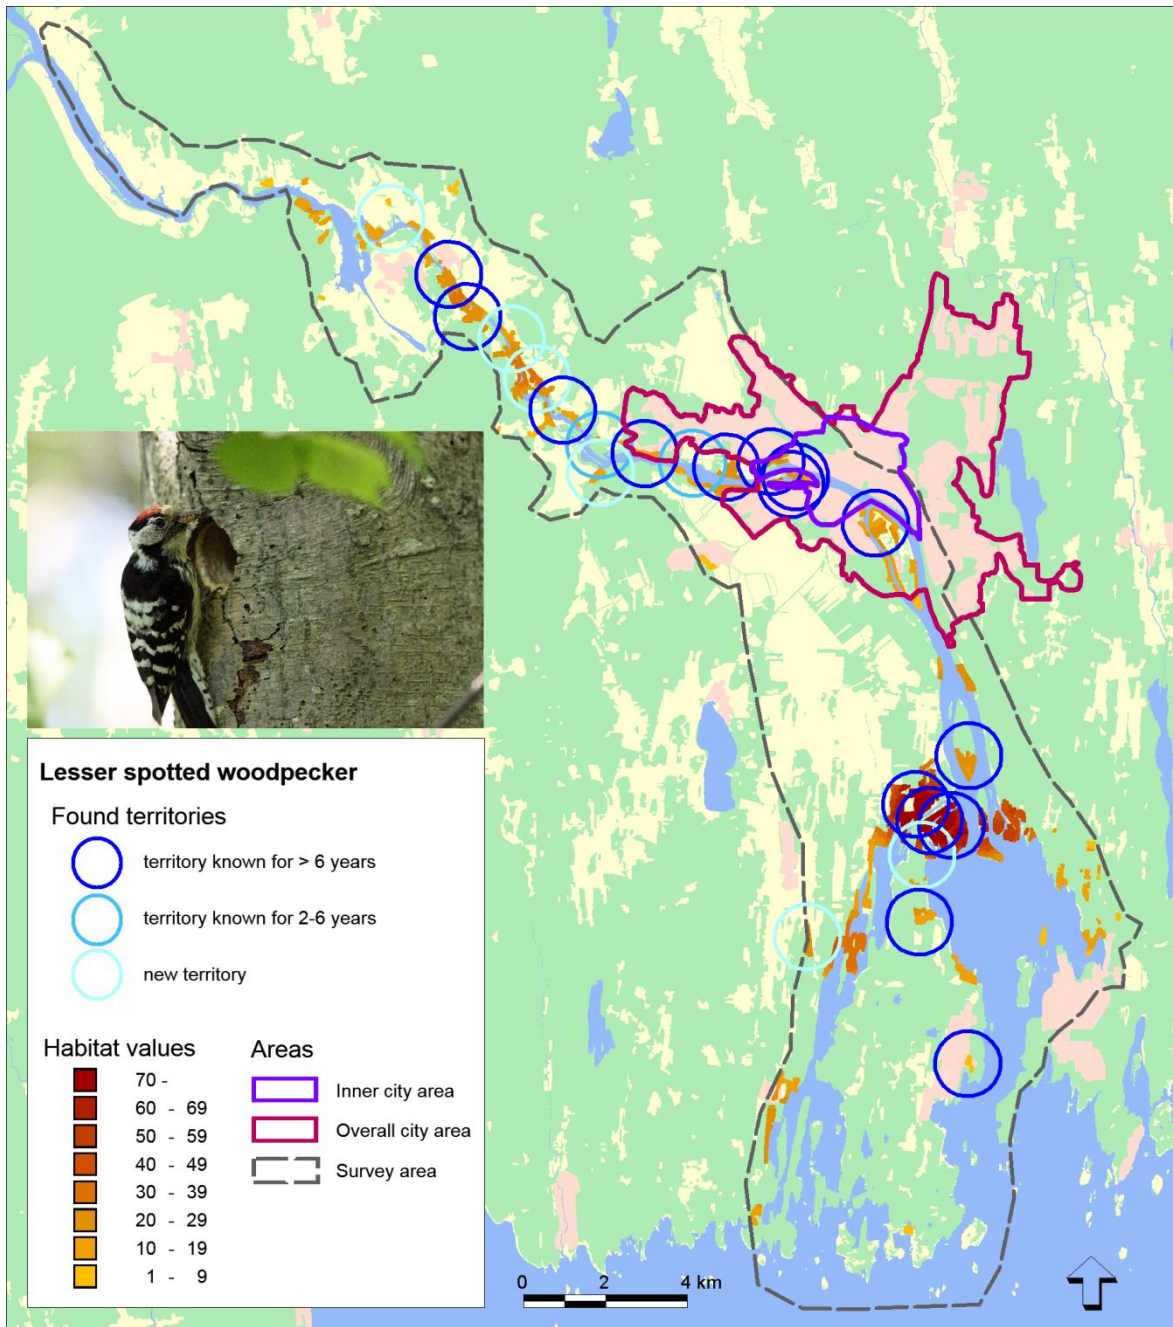 Lesser spotted woodpecker
Found territories
territory known for > 6 years
territory known for 2-6 years
new territory
Habitat values
70 -
60 - 69
50 - 59
40 - 49
30 - 39
20 - 29
10 - 19
1 - 9
Areas
Inner city area
Overall city area
Survey area
0 2 4 km